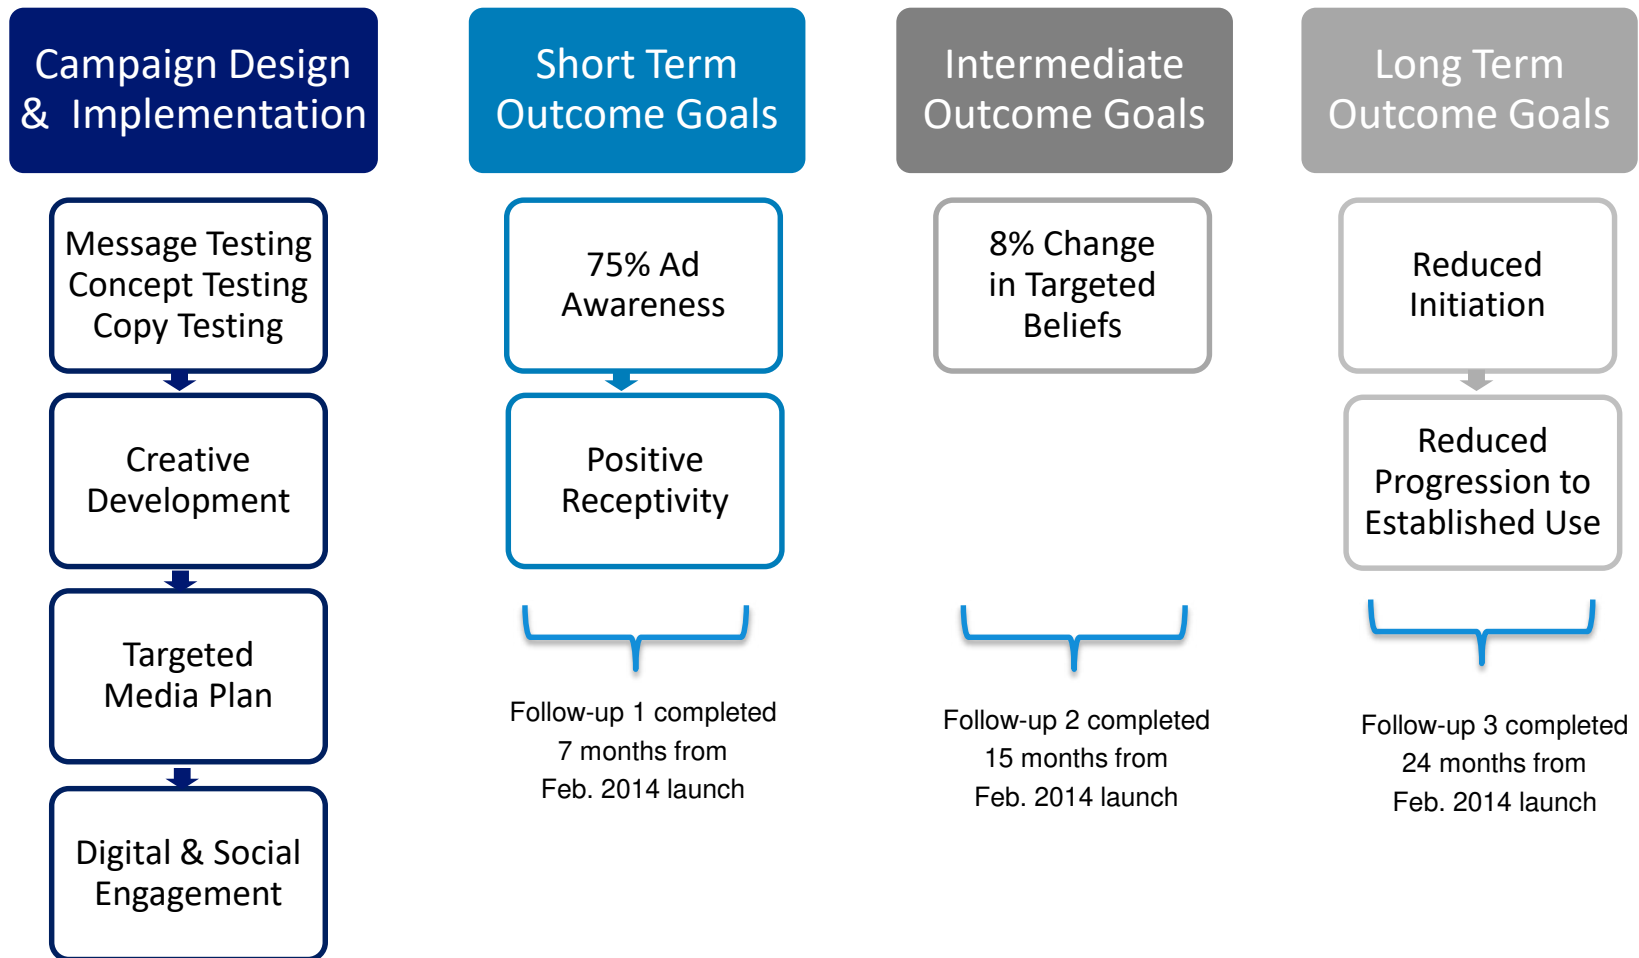 Campaign Design
& Implementation
Message Testing
Concept Testing
Copy Testing
Creative
Development
Targeted
Media Plan
Digital & Social
Engagement
Short Term
Outcome Goals
75% Ad
Awareness
Positive
Receptivity
Follow-up 1 completed
7 months from
Feb. 2014 launch
Intermediate
Outcome Goals
8% Change
in Targeted
Beliefs
Follow-up 2 completed
15 months from
Feb. 2014 launch
Long Term
Outcome Goals
Reduced
Initiation
Reduced
Progression to
Established Use
Follow-up 3 completed
24 months from
Feb. 2014 launch